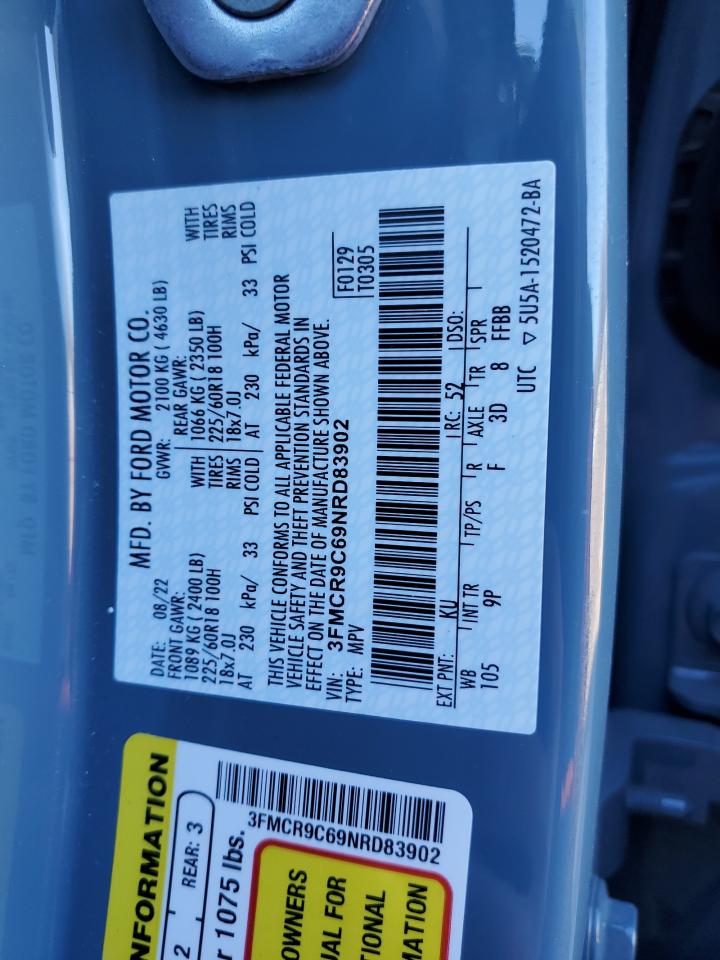 MFD. BY FORD MOTOR CO.
DATE: 08/22 GVWR: 2100 KG ( 4630 LB)
FRONT GAWR: REAR GAWR:
1089 KG ( 2400 LB) WITH 1066 KG ( 2350 LB) WITH
225/60R18 100H TIRES 225/60R18 100H TIRES
18x7.0J RIMS 18x7.0J RIMS
AT 230 kPa/ 33 PSI COLD AT 230 kPa/ 33 PSI COLD
THIS VEHICLE CONFORMS TO ALL APPLICABLE FEDERAL MOTOR
VEHICLE SAFETY AND THEFT PREVENTION STANDARDS IN
EFFECT ON THE DATE OF MANUFACTURE SHOWN ABOVE.
VIN: 3FMCR9C69NRD83902 F0129
TYPE: MPV T0305
EXT PNT: KU RC: 52 DSO:
WB INT TR TP/PS R AXLE TR SPR
105 9P F 3D 8 FFBB
UTC ▽ 5U5A-1520472-BA
NFORMATION
2 REAR: 3
r 1075 lbs.
3FMCR9C69NRD83902
OWNERS
UAL FOR
TIONAL
MATION